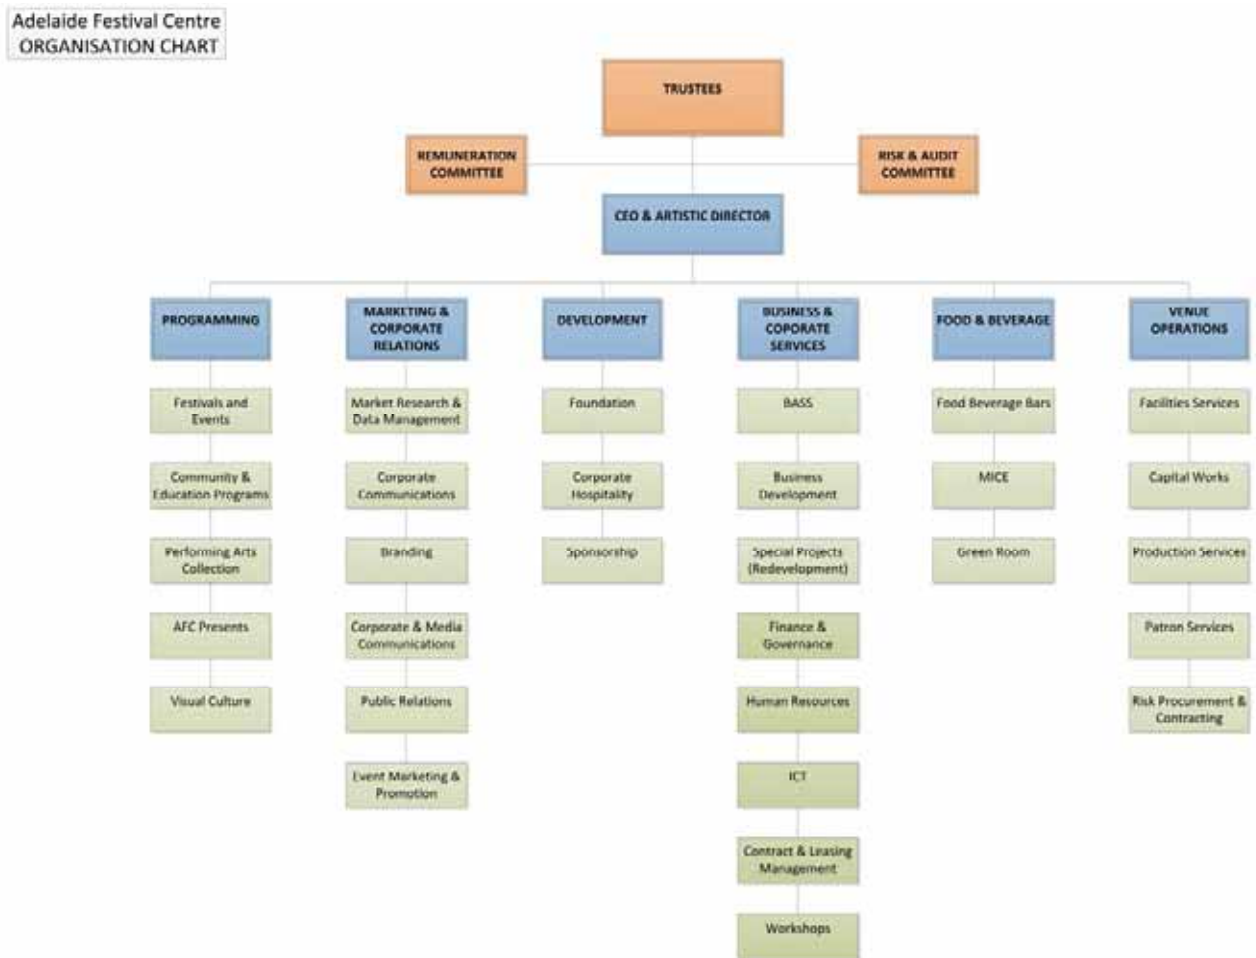 Adelaide Festival Centre
ORGANISATION CHART
TRUSTEES
REMUNERATION
COMMITTEE
RISK & AUDIT
COMMITTEE
CEO & ARTISTIC DIRECTOR
PROGRAMMING
MARKETING &
CORPORATE
RELATIONS
DEVELOPMENT
BUSINESS &
COPORATE
SERVICES
FOOD & BEVERAGE
VENUE
OPERATIONS
Festivals and
Events
Market Research &
Data Management
Foundation
BASS
Food Beverage Bars
Facilities Services
Community &
Education Programs
Corporate
Communications
Corporate
Hospitality
Business
Development
MICE
Capital Works
Performing Arts
Collection
Branding
Sponsorship
Special Projects
(Redevelopment)
Green Room
Production Services
AFC Presents
Corporate & Media
Communications
Finance &
Governance
Patron Services
Visual Culture
Public Relations
Human Resources
Risk Procurement &
Contracting
Event Marketing &
Promotion
ICT
Contract & Leasing
Management
Workshops